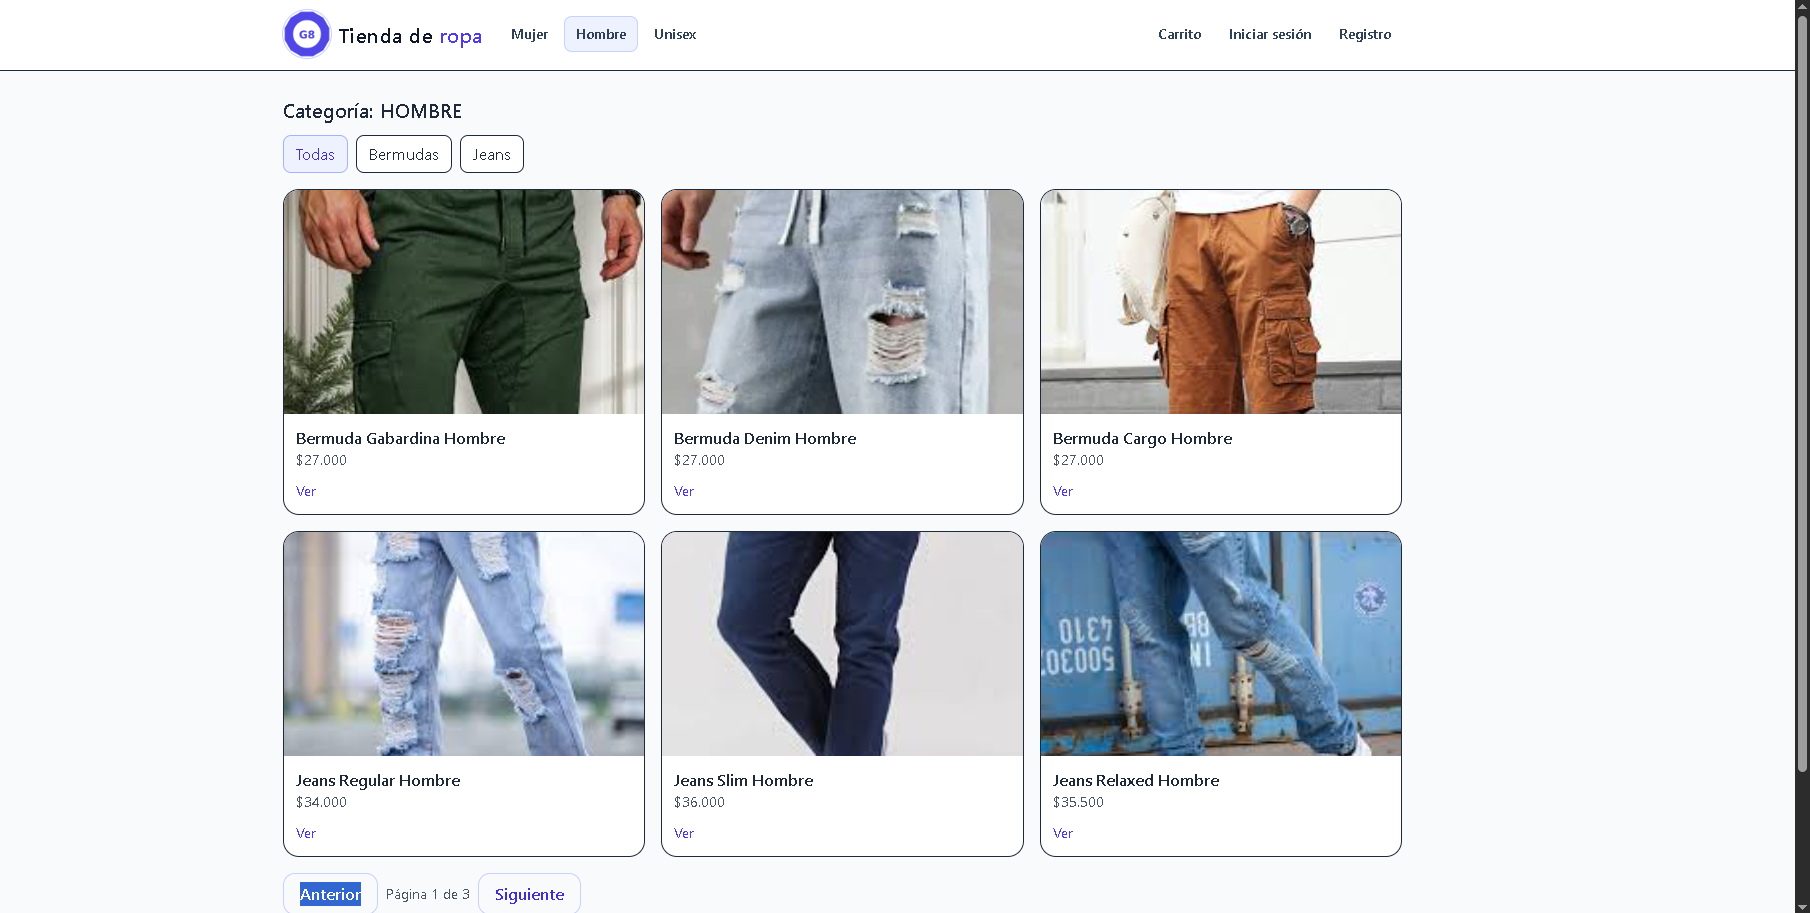 G8 Tienda de ropa Mujer Hombre Unisex Carrito Iniciar sesión Registro
Categoría: HOMBRE
Todas Bermudas Jeans
Bermuda Gabardina Hombre
$27.000
Ver
Bermuda Denim Hombre
$27.000
Ver
Bermuda Cargo Hombre
$27.000
Ver
Jeans Regular Hombre
$34.000
Ver
Jeans Slim Hombre
$36.000
Ver
4310
500303
Jeans Relaxed Hombre
$35.500
Ver
Anterior Página 1 de 3 Siguiente